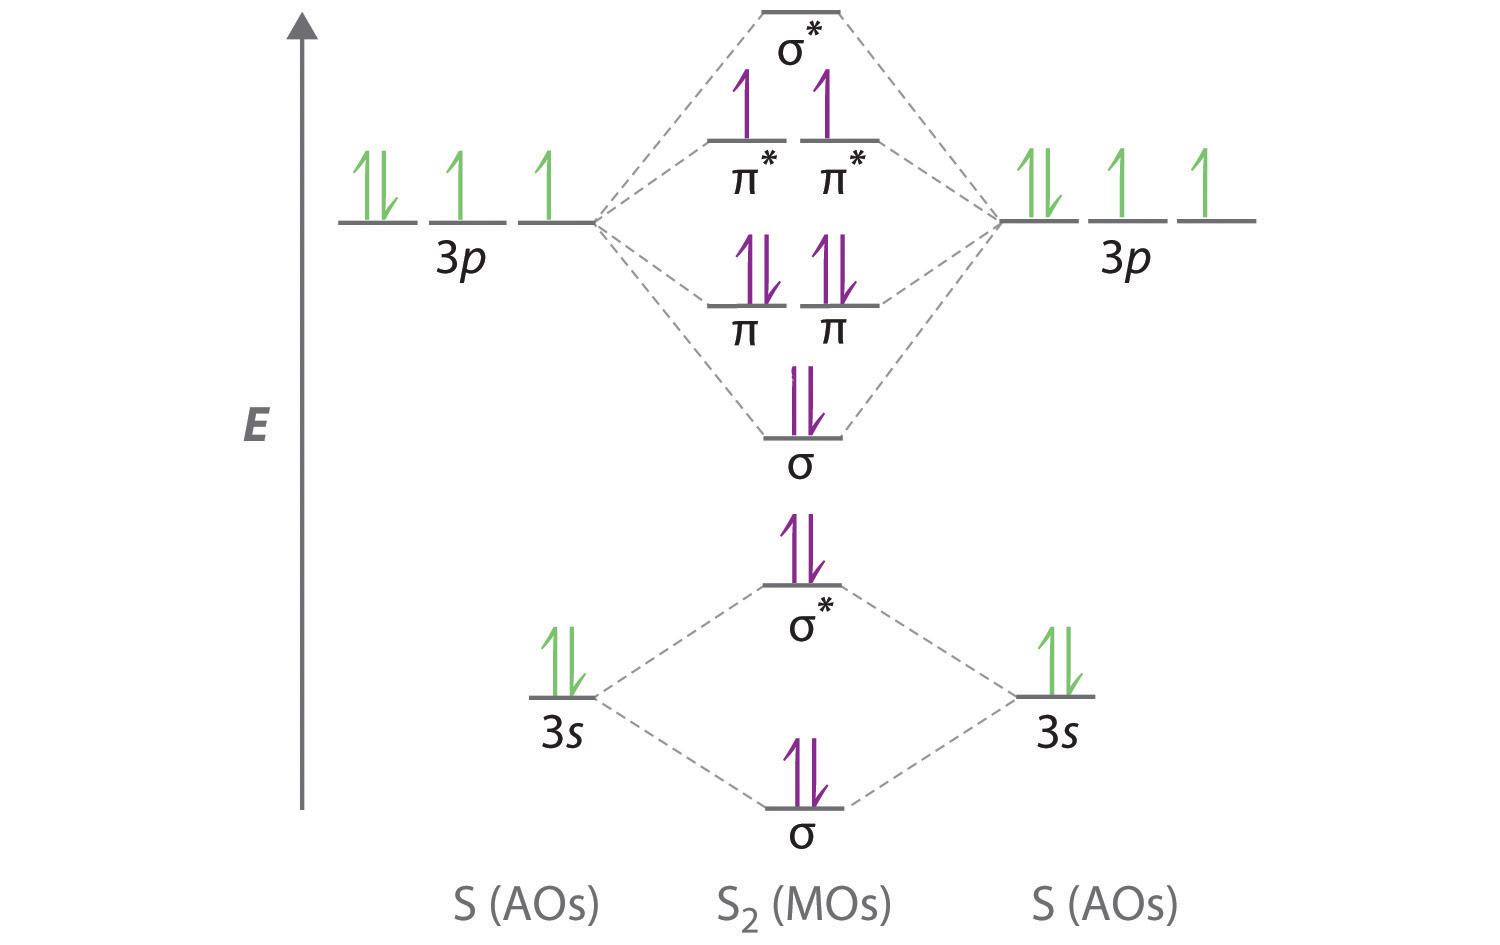 σ*
π* π*
3p 3p
π π
E
σ
σ*
3s 3s
σ
S (AOs) S₂ (MOs) S (AOs)